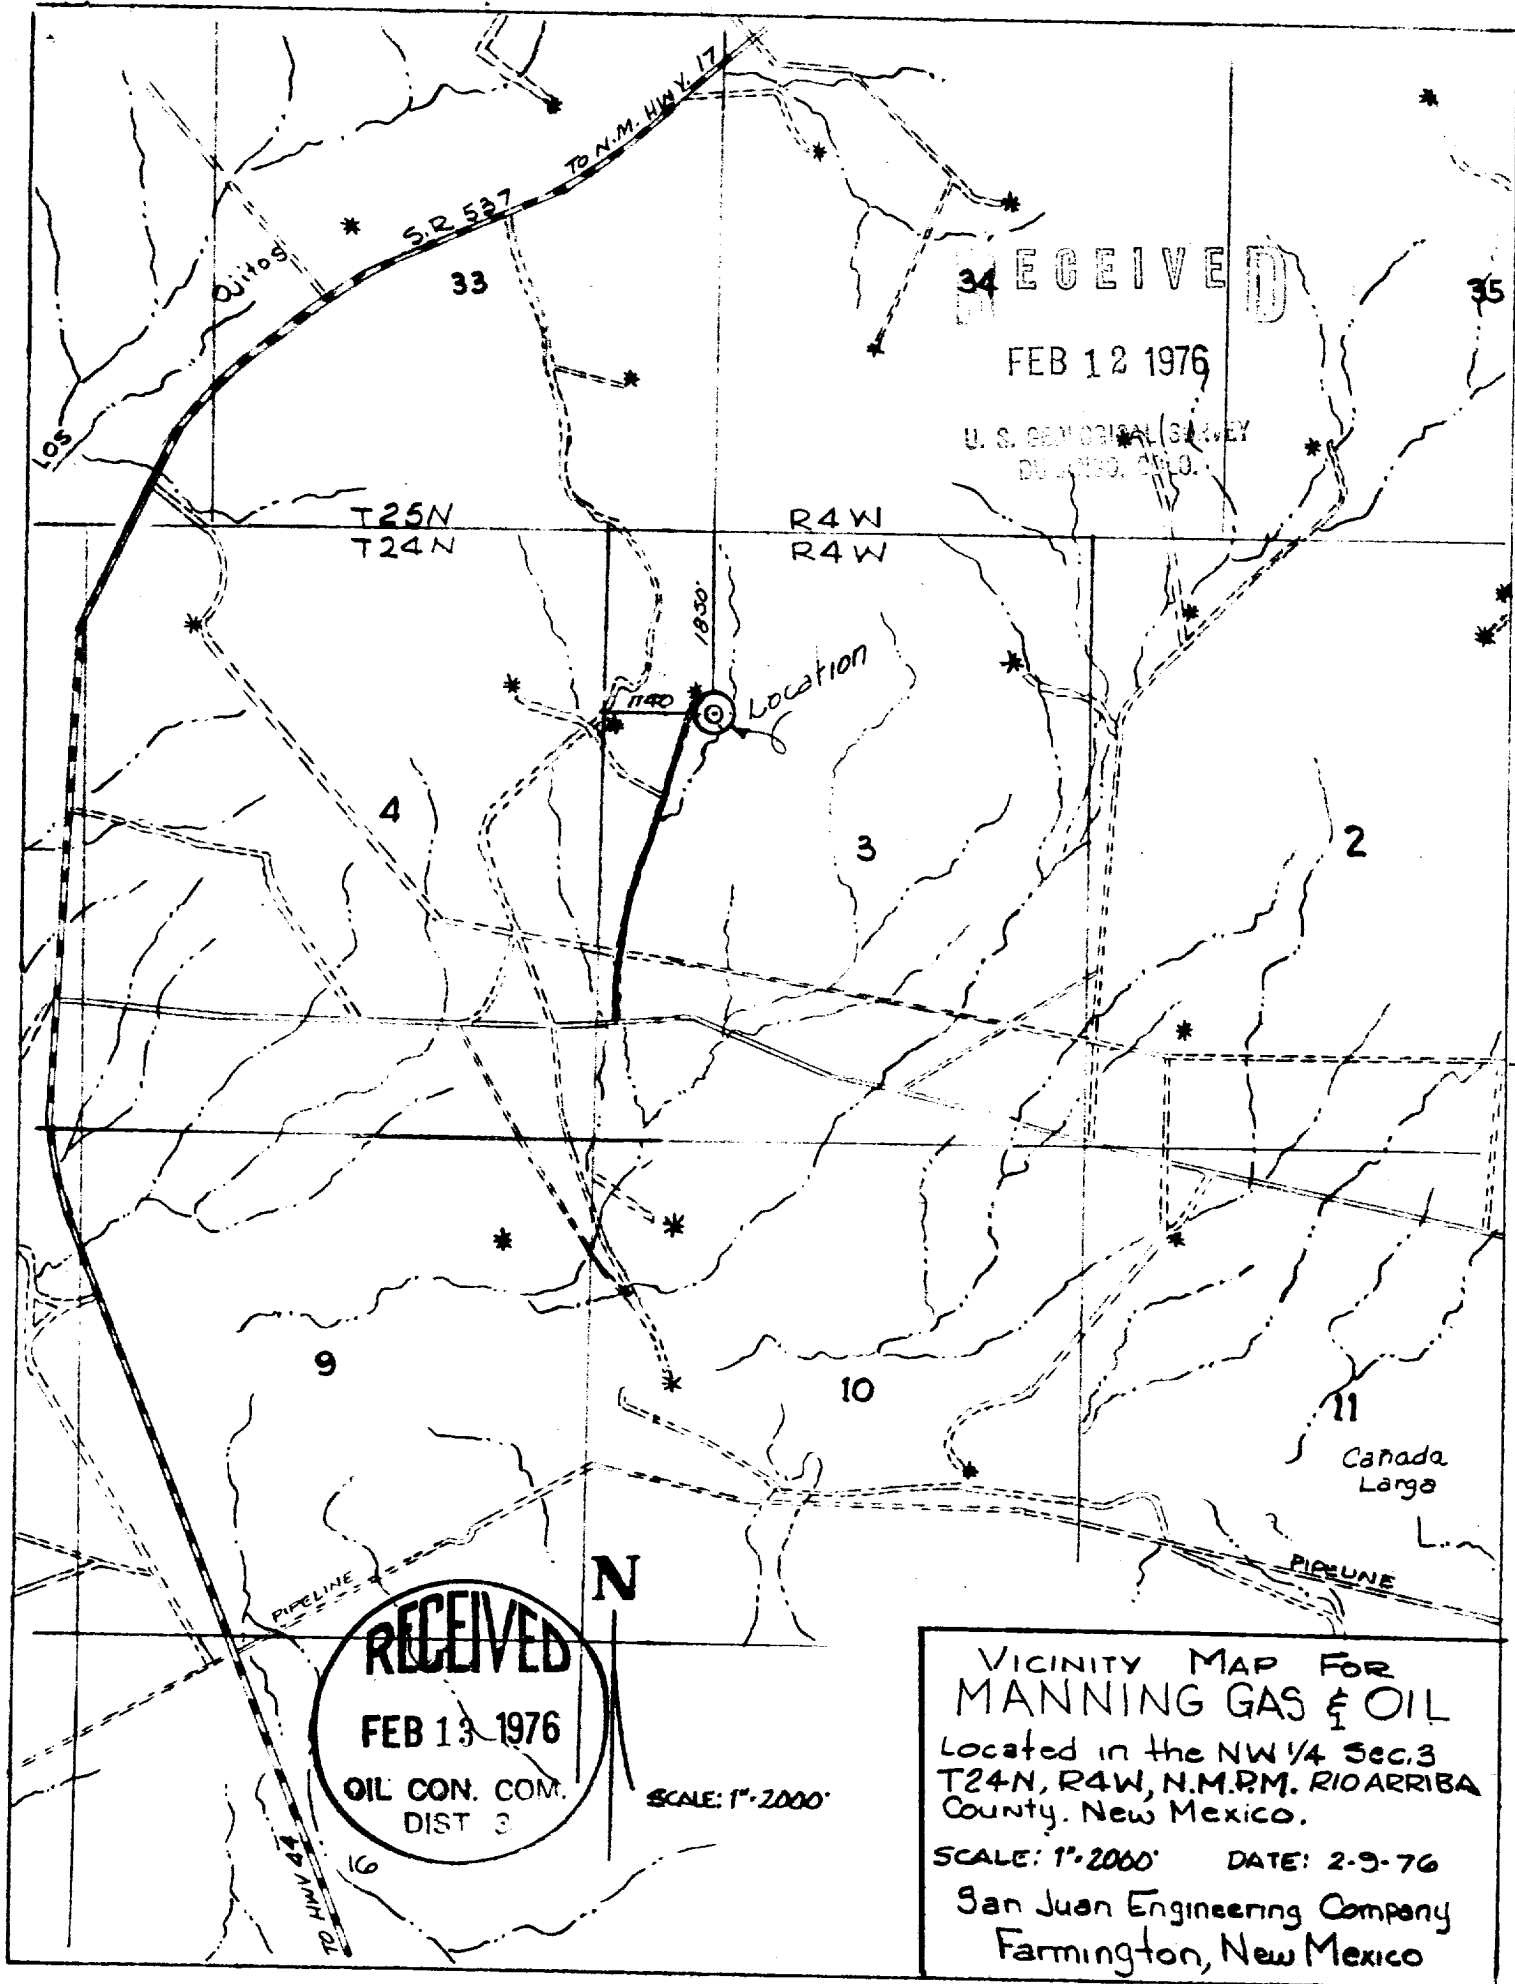 TO N.M. HWY. 17
S.R. 537
Ojitos
LOS
33
34
35
RECEIVED
FEB 12 1976
U. S. GEOLOGICAL SURVEY
DURANGO, COLO.
T25N R4W
T24N R4W
1850'
1140
Location
4
3
2
9
10
11
Cañada
Larga
PIPELINE
PIPELINE
N
RECEIVED
FEB 13 1976
OIL CON. COM.
DIST 3
SCALE: 1"=2000'
16
TO HWY 44
VICINITY MAP FOR
MANNING GAS & OIL
Located in the NW 1/4 Sec.3
T24N, R4W, N.M.P.M. RIO ARRIBA
County. New Mexico.
SCALE: 1"=2000' DATE: 2-9-76
San Juan Engineering Company
Farmington, New Mexico